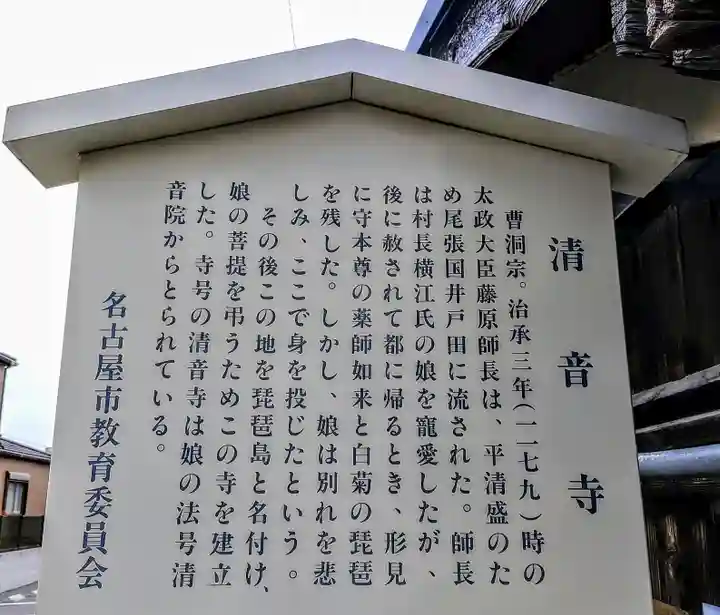 清音寺
曹洞宗。治承三年(一一七九)時の
太政大臣藤原師長は、平清盛のた
め尾張国井戸田に流された。師長
は村長横江氏の娘を寵愛したが、
後に赦されて都に帰るとき、形見
に守本尊の薬師如来と白菊の琵琶
を残した。しかし、娘は別れを悲
しみ、ここで身を投じたという。
その後この地を琵琶島と名付け、
娘の菩提を弔うためこの寺を建立
した。寺号の清音寺は娘の法号清
音院からとられている。
名古屋市教育委員会